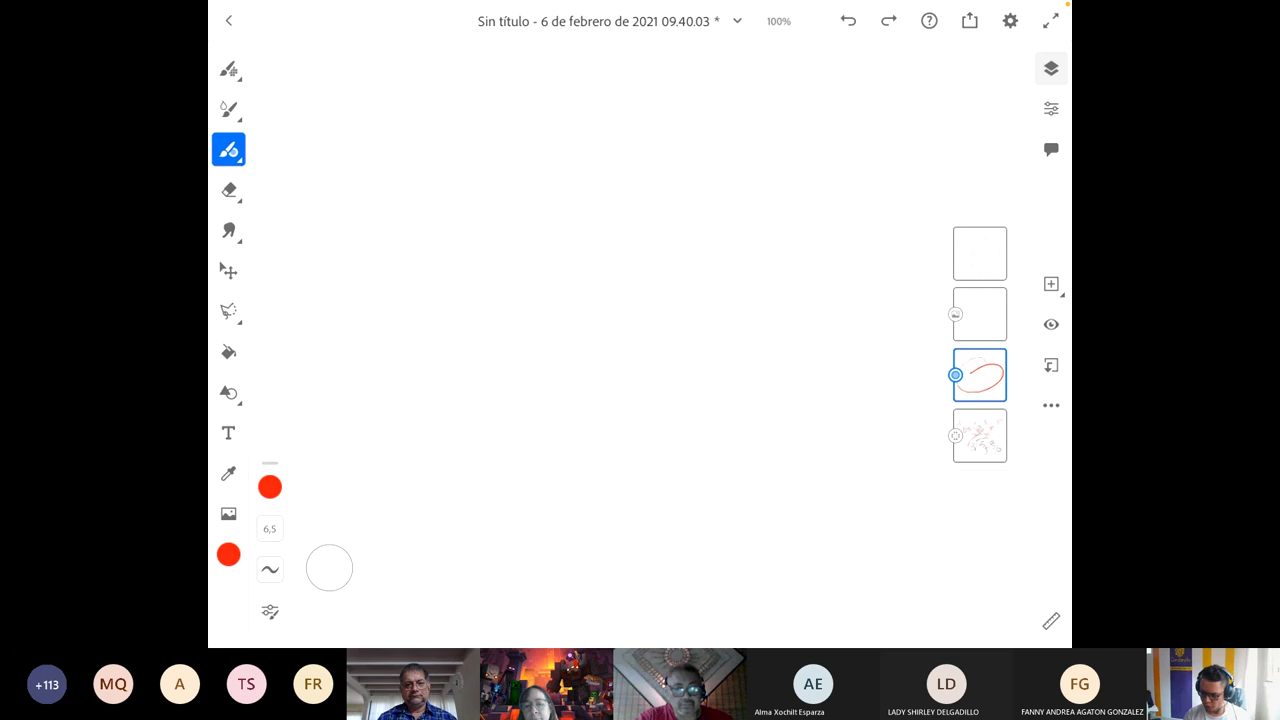 Sin título - 6 de febrero de 2021 09.40.03 *
100%
6,5
+113
MQ
A
TS
FR
AE
Alma Xochilt Esparza
LD
LADY SHIRLEY DELGADILLO
FG
FANNY ANDREA AGATON GONZALEZ